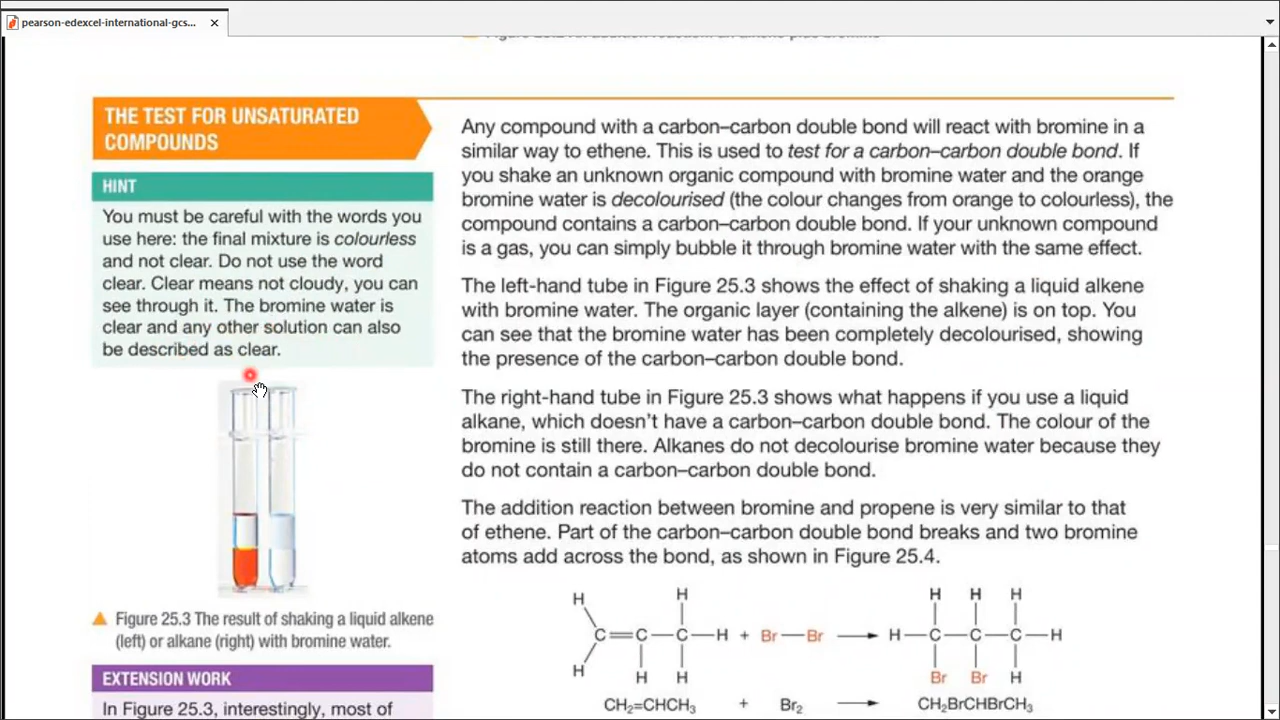 pearson-edexcel-international-gcs...
THE TEST FOR UNSATURATED
COMPOUNDS
HINT
You must be careful with the words you
use here: the final mixture is colourless
and not clear. Do not use the word
clear. Clear means not cloudy, you can
see through it. The bromine water is
clear and any other solution can also
be described as clear.
Figure 25.3 The result of shaking a liquid alkene
(left) or alkane (right) with bromine water.
EXTENSION WORK
In Figure 25.3, interestingly, most of
Any compound with a carbon–carbon double bond will react with bromine in a
similar way to ethene. This is used to test for a carbon–carbon double bond. If
you shake an unknown organic compound with bromine water and the orange
bromine water is decolourised (the colour changes from orange to colourless), the
compound contains a carbon–carbon double bond. If your unknown compound
is a gas, you can simply bubble it through bromine water with the same effect.
The left-hand tube in Figure 25.3 shows the effect of shaking a liquid alkene
with bromine water. The organic layer (containing the alkene) is on top. You
can see that the bromine water has been completely decolourised, showing
the presence of the carbon–carbon double bond.
The right-hand tube in Figure 25.3 shows what happens if you use a liquid
alkane, which doesn't have a carbon–carbon double bond. The colour of the
bromine is still there. Alkanes do not decolourise bromine water because they
do not contain a carbon–carbon double bond.
The addition reaction between bromine and propene is very similar to that
of ethene. Part of the carbon–carbon double bond breaks and two bromine
atoms add across the bond, as shown in Figure 25.4.
H H H H H
C C C H + Br Br H C C C H
H H H Br Br H
CH₂=CHCH₃ + Br₂ CH₂BrCHBrCH₃